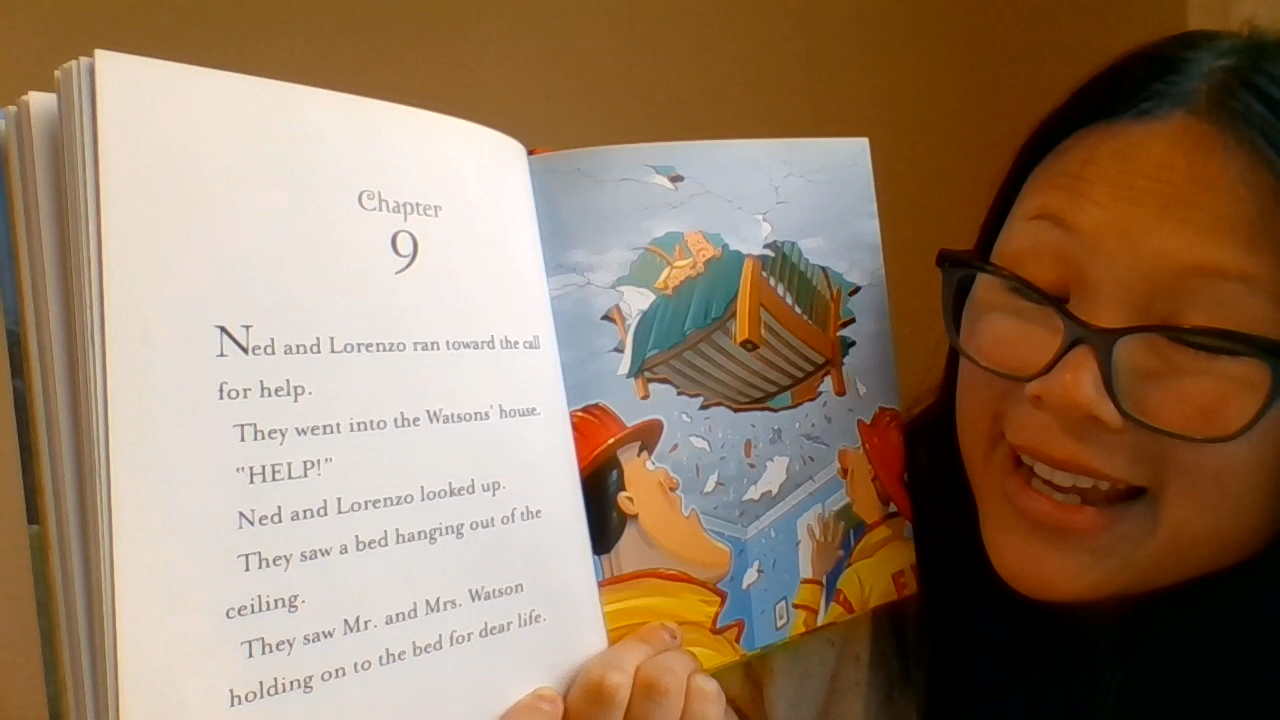 Chapter
9
Ned and Lorenzo ran toward the call
for help.
They went into the Watsons' house.
"HELP!"
Ned and Lorenzo looked up.
They saw a bed hanging out of the
ceiling.
They saw Mr. and Mrs. Watson
holding on to the bed for dear life.